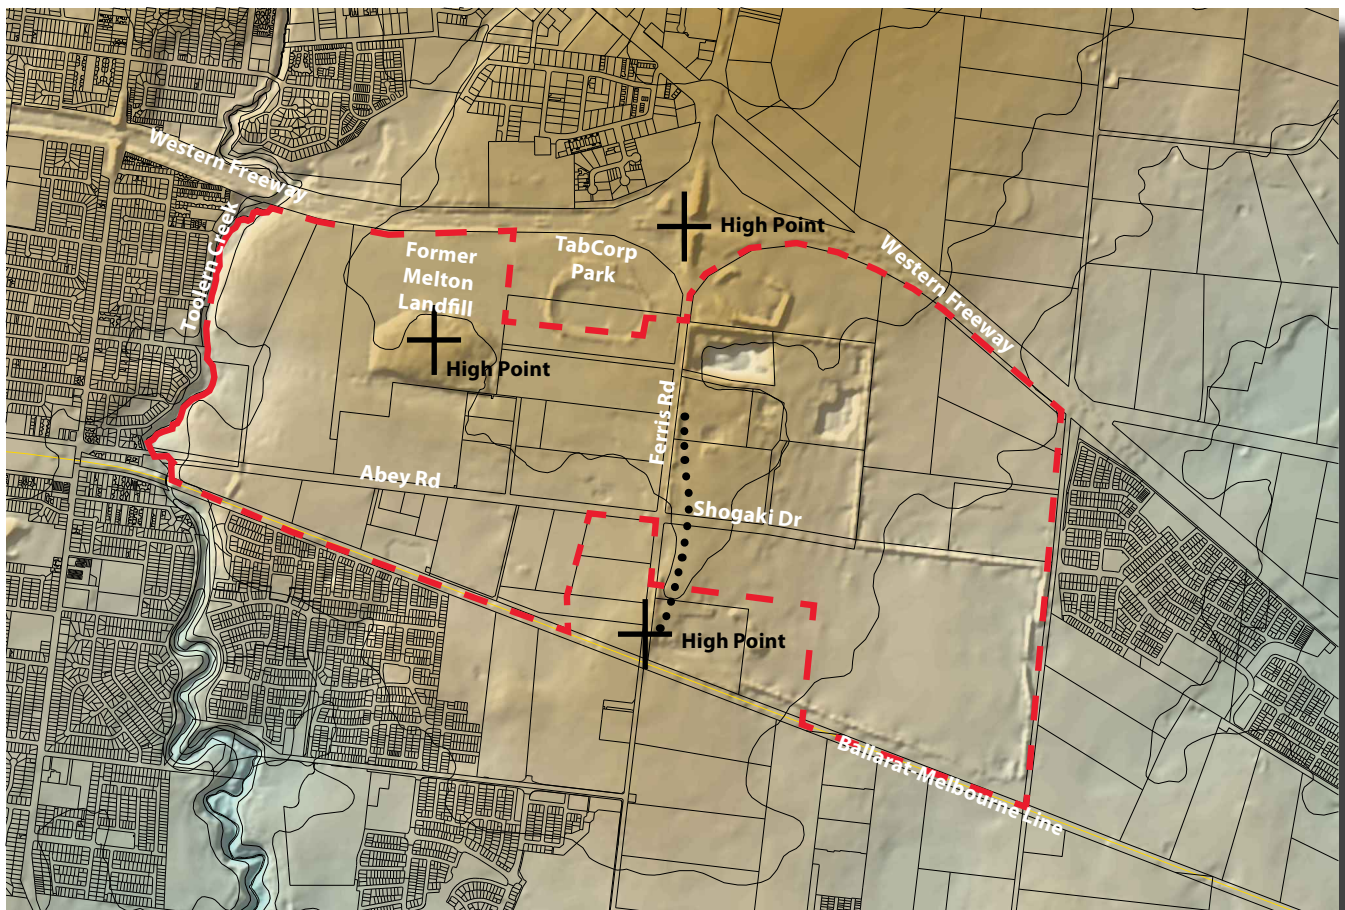 Western Freeway
Toolern Creek
Former
Melton
Landfill
TabCorp
Park
High Point
Western Freeway
High Point
Ferris Rd
Abey Rd
Shogaki Dr
High Point
Ballarat-Melbourne Line